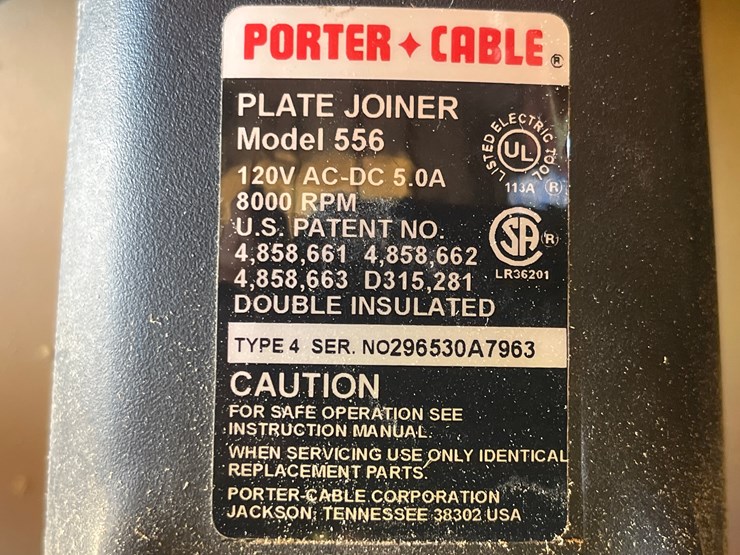 PORTER+CABLE®
PLATE JOINER
Model 556
120V AC-DC 5.0A
8000 RPM
U.S. PATENT NO.
4,858,661 4,858,662
4,858,663 D315,281
DOUBLE INSULATED
LISTED ELECTRIC TOOL
UL
113A ®
SA ®
LR36201
TYPE 4 SER. NO296530A7963
CAUTION
FOR SAFE OPERATION SEE
INSTRUCTION MANUAL.
WHEN SERVICING USE ONLY IDENTICAL
REPLACEMENT PARTS.
PORTER-CABLE CORPORATION
JACKSON, TENNESSEE 38302 USA